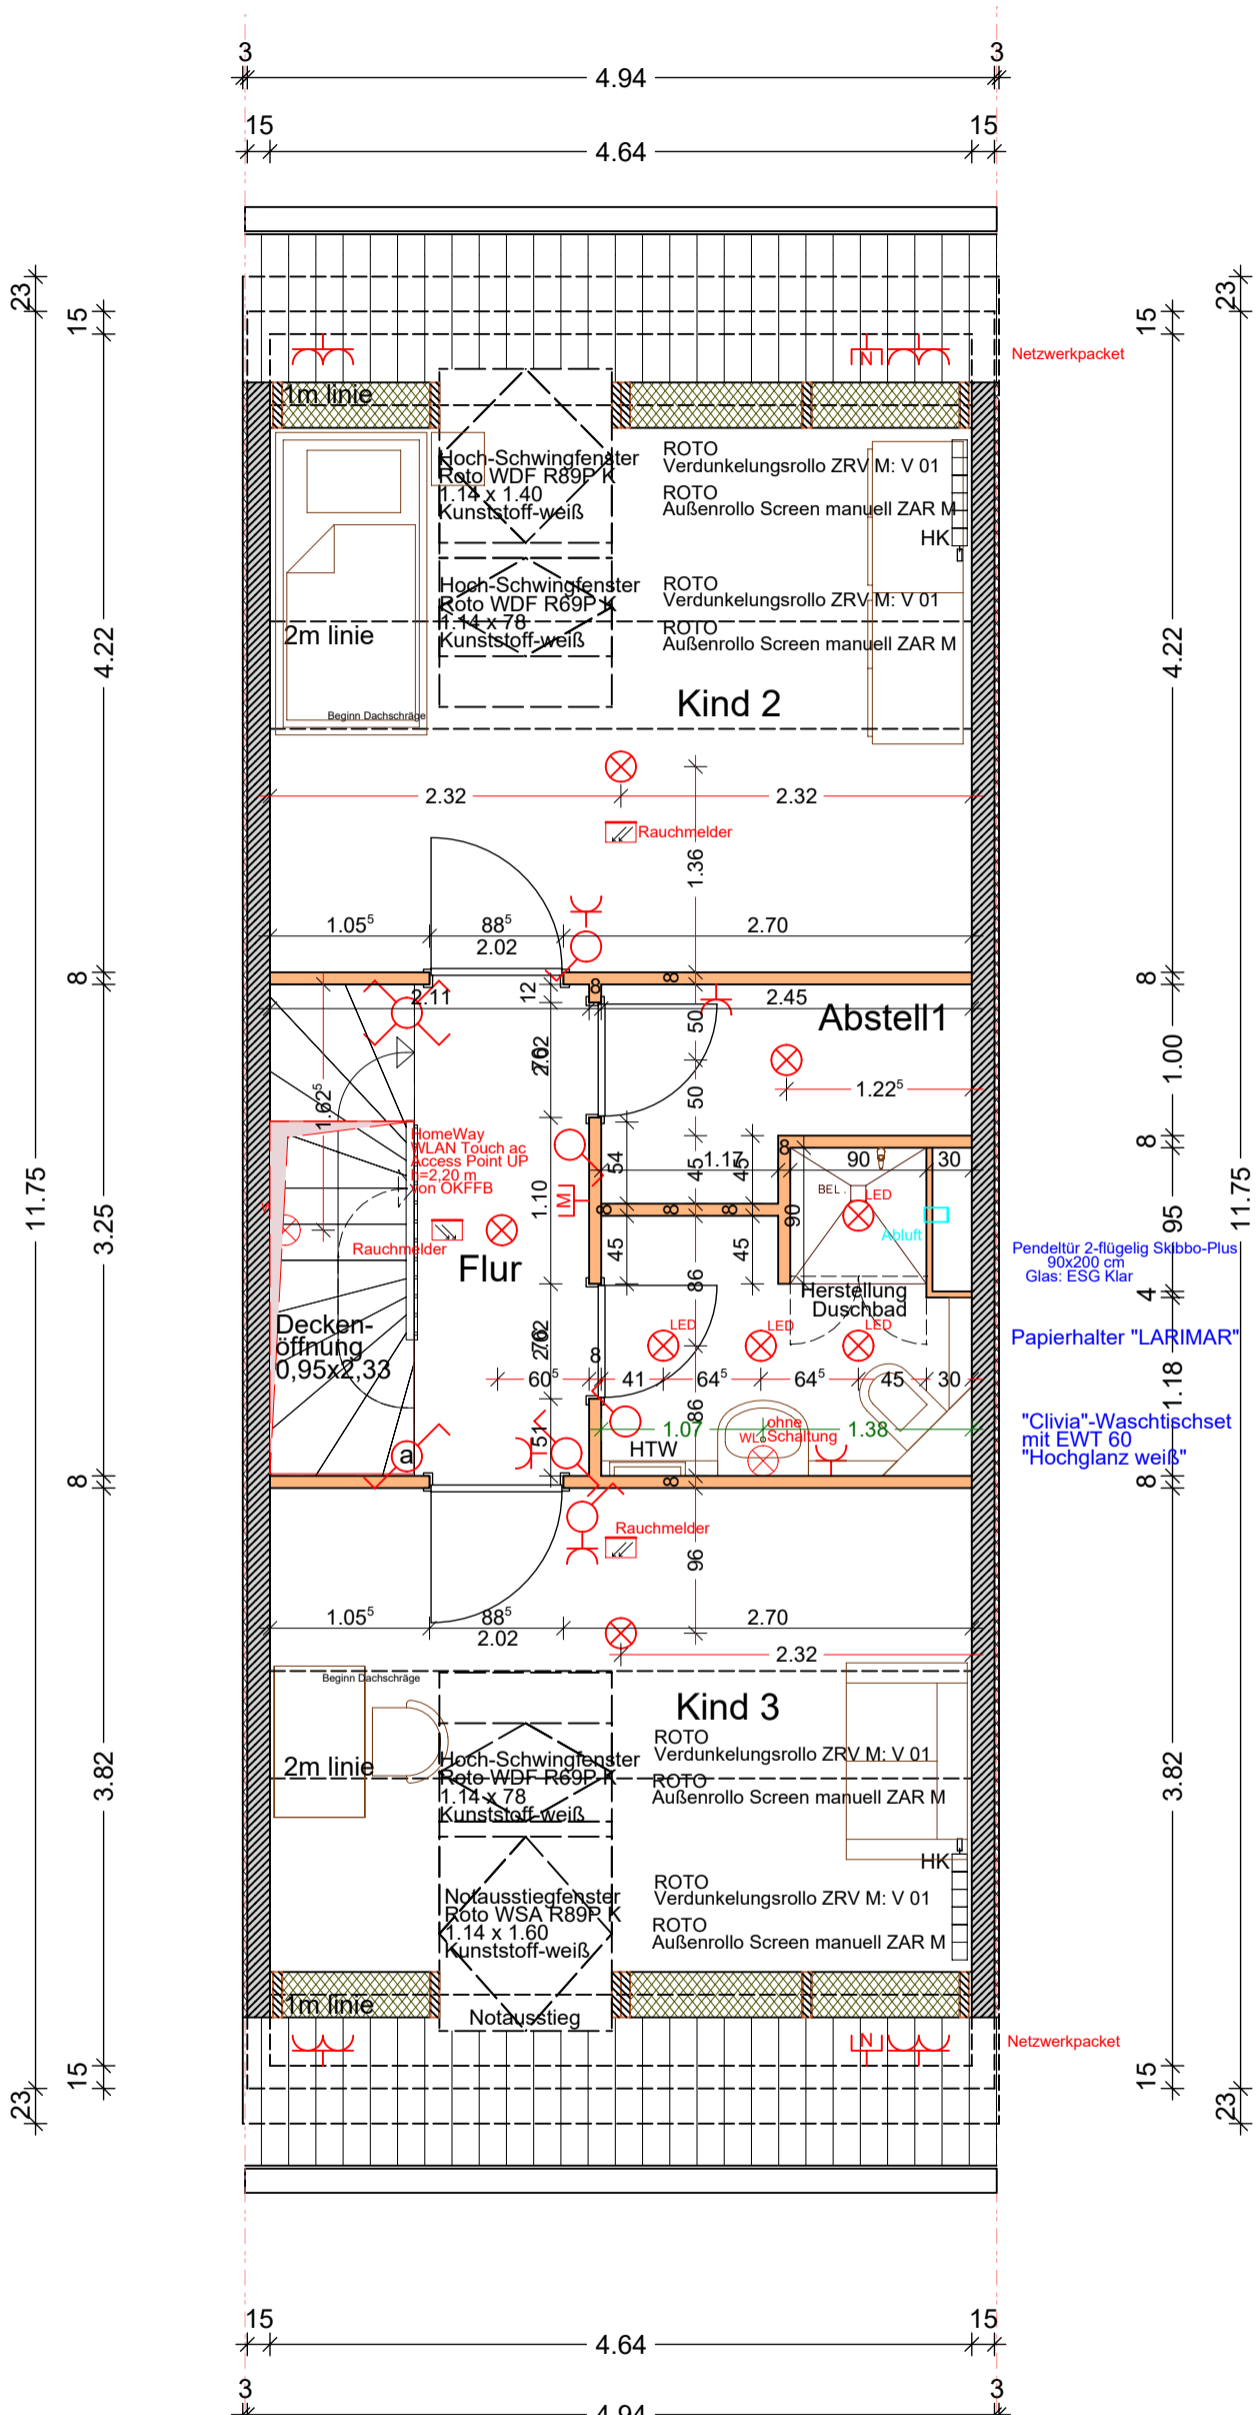 3
4.94
3
15
4.64
15
23
15
15
23
Netzwerkpacket
N
1m linie
Hoch-Schwingfenster
Roto WDF R89P K
1.14 x 1.40
Kunststoff-weiß
ROTO
Verdunkelungsrollo ZRV M: V 01
ROTO
Außenrollo Screen manuell ZAR M
HK
Hoch-Schwingfenster
Roto WDF R69P K
1.14 x 78
Kunststoff-weiß
ROTO
Verdunkelungsrollo ZRV M: V 01
ROTO
Außenrollo Screen manuell ZAR M
2m linie
4.22
4.22
Kind 2
Beginn Dachschräge
2.32
2.32
Rauchmelder
1.36
1.05⁵
88⁵
2.02
2.70
8
8
8
8
2.11
12
2.45
Abstell1
50
2.02
1.00
1.22⁵
50
1.62⁵
HomeWay
WLAN Touch ac
Access Point UP
h=2,20 m
von OKFFB
8
8
54
1.17
45
45
90
30
M
1.10
BEL.
LED
8
8
8
90
95
Abluft
11.75
3.25
11.75
Rauchmelder
Flur
45
45
86
Pendeltür 2-flügelig Skibbo-Plus
90x200 cm
Glas: ESG Klar
Herstellung
Duschbad
4
Decken-
öffnung
0,95x2,33
2.02
LED
LED
Papierhalter "LARIMAR"
8
60⁵
41
64⁵
64⁵
45
30
1.18
86
51
1.07
ohne
Schaltung
WL
1.38
"Clivia"-Waschtischset
mit EWT 60
"Hochglanz weiß"
a
HTW
8
8
8
Rauchmelder
96
1.05⁵
88⁵
2.02
2.70
2.32
Beginn Dachschräge
Kind 3
ROTO
Verdunkelungsrollo ZRV M: V 01
ROTO
Außenrollo Screen manuell ZAR M
2m linie
Hoch-Schwingfenster
Roto WDF R69P K
1.14 x 78
Kunststoff-weiß
3.82
3.82
HK
Notausstiegfenster
Roto WSA R89P K
1.14 x 1.60
Kunststoff-weiß
ROTO
Verdunkelungsrollo ZRV M: V 01
ROTO
Außenrollo Screen manuell ZAR M
1m linie
Notausstieg
N
Netzwerkpacket
15
15
23
23
15
4.64
15
3
4.94
3